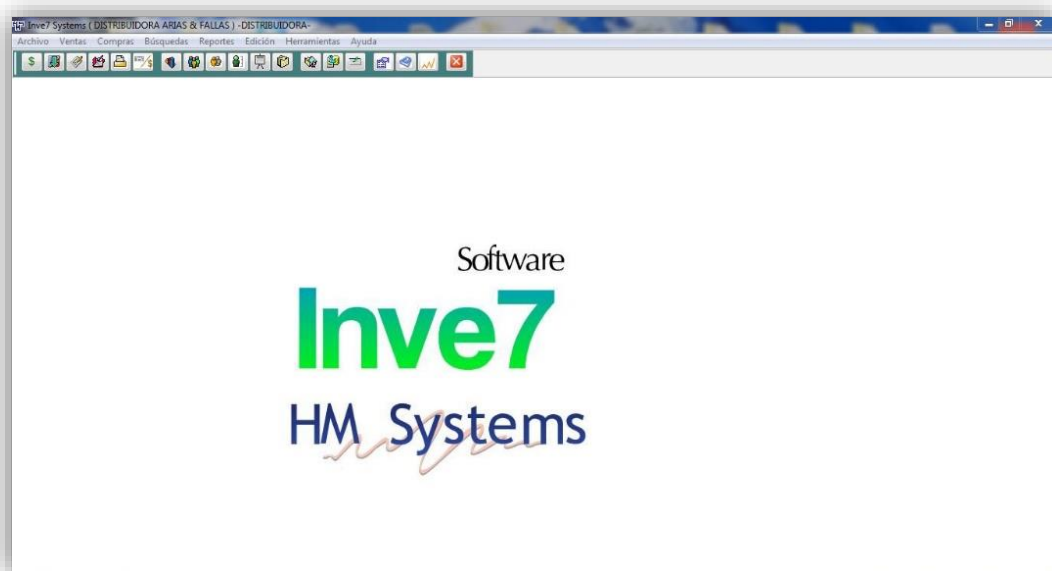 Inve7 Systems ( DISTRIBUIDORA ARIAS & FALLAS ) -DISTRIBUIDORA-
Archivo Ventas Compras Búsquedas Reportes Edición Herramientas Ayuda
Software
Inve7
HM Systems